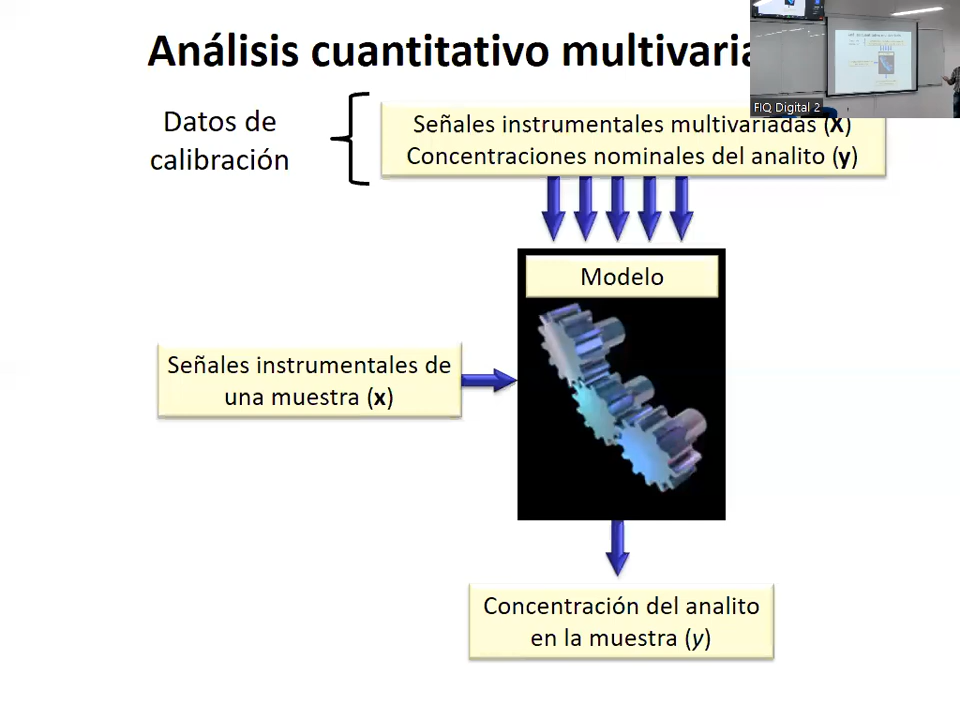 Análisis cuantitativo
FIQ Digital 2
Datos de
calibración
Señales instrumentales multivariadas (X)
Concentraciones nominales del analito (y)
Modelo
Señales instrumentales de
una muestra (x)
Concentración del analito
en la muestra (y)